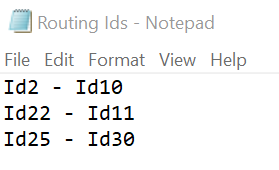 Routing Ids - Notepad
File Edit Format View Help
Id2 - Id10
Id22 - Id11
Id25 - Id30